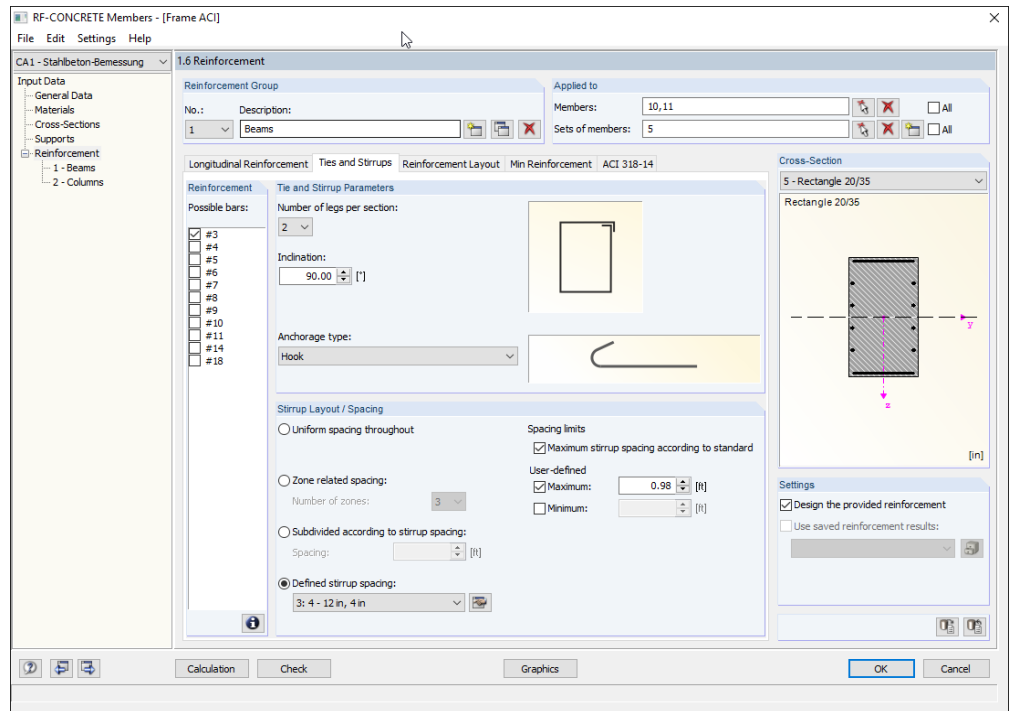 RF-CONCRETE Members - [Frame ACI]
File Edit Settings Help
CA1 - Stahlbeton-Bemessung
Input Data
General Data
Materials
Cross-Sections
Supports
Reinforcement
1 - Beams
2 - Columns
1.6 Reinforcement
Reinforcement Group
No.: Description:
1 Beams
Applied to
Members: 10,11 All
Sets of members: 5 All
Longitudinal Reinforcement Ties and Stirrups Reinforcement Layout Min Reinforcement ACI 318-14
Reinforcement
Possible bars:
#3
#4
#5
#6
#7
#8
#9
#10
#11
#14
#18
Tie and Stirrup Parameters
Number of legs per section:
2
Inclination:
90.00 [°]
Anchorage type:
Hook
Stirrup Layout / Spacing
Uniform spacing throughout
Zone related spacing:
Number of zones: 3
Subdivided according to stirrup spacing:
Spacing: [ft]
Defined stirrup spacing:
3: 4 - 12 in, 4 in
Spacing limits
Maximum stirrup spacing according to standard
User-defined
Maximum: 0.98 [ft]
Minimum: [ft]
Cross-Section
5 - Rectangle 20/35
Rectangle 20/35
y
z
[in]
Settings
Design the provided reinforcement
Use saved reinforcement results:
Calculation Check Graphics OK Cancel